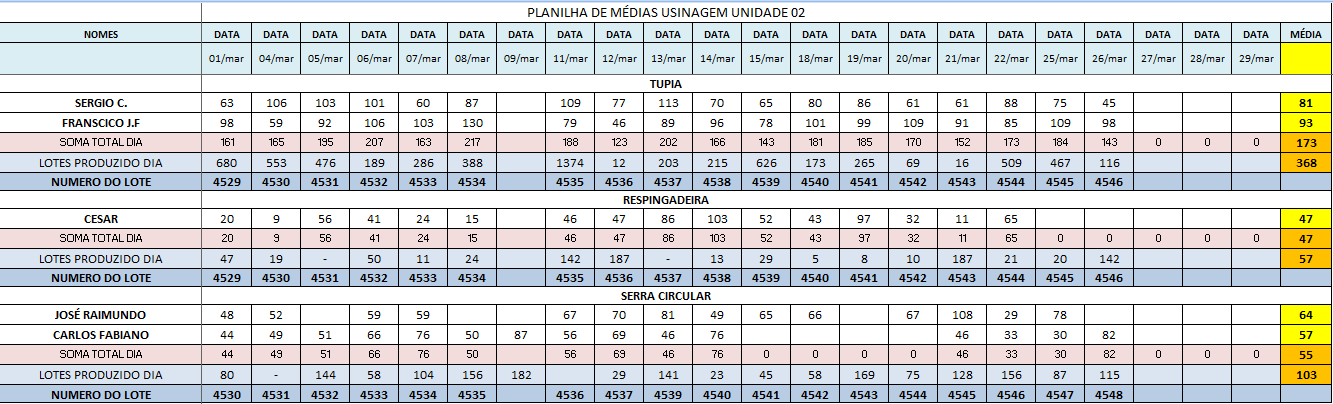 PLANILHA DE MÉDIAS USINAGEM UNIDADE 02
NOMES DATA DATA DATA DATA DATA DATA DATA DATA DATA DATA DATA DATA DATA DATA DATA DATA DATA DATA DATA DATA DATA DATA MÉDIA
01/mar 04/mar 05/mar 06/mar 07/mar 08/mar 09/mar 11/mar 12/mar 13/mar 14/mar 15/mar 18/mar 19/mar 20/mar 21/mar 22/mar 25/mar 26/mar 27/mar 28/mar 29/mar
TUPIA
SERGIO C. 63 106 103 101 60 87 109 77 113 70 65 80 86 61 61 88 75 45 81
FRANSCICO J.F 98 59 92 106 103 130 79 46 89 96 78 101 99 109 91 85 109 98 93
SOMA TOTAL DIA 161 165 195 207 163 217 188 123 202 166 143 181 185 170 152 173 184 143 0 0 0 173
LOTES PRODUZIDO DIA 680 553 476 189 286 388 1374 12 203 215 626 173 265 69 16 509 467 116 368
NUMERO DO LOTE 4529 4530 4531 4532 4533 4534 4535 4536 4537 4538 4539 4540 4541 4542 4543 4544 4545 4546
RESPINGADEIRA
CESAR 20 9 56 41 24 15 46 47 86 103 52 43 97 32 11 65 47
SOMA TOTAL DIA 20 9 56 41 24 15 46 47 86 103 52 43 97 32 11 65 0 0 0 0 0 47
LOTES PRODUZIDO DIA 47 19 - 50 11 24 142 187 - 13 29 5 8 10 187 21 20 142 57
NUMERO DO LOTE 4529 4530 4531 4532 4533 4534 4535 4536 4537 4538 4539 4540 4541 4542 4543 4544 4545 4546
SERRA CIRCULAR
JOSÉ RAIMUNDO 48 52 59 59 67 70 81 49 65 66 67 108 29 78 64
CARLOS FABIANO 44 49 51 66 76 50 87 56 69 46 76 46 33 30 82 57
SOMA TOTAL DIA 44 49 51 66 76 50 56 69 46 76 0 0 0 0 46 33 30 82 0 0 0 55
LOTES PRODUZIDO DIA 80 - 144 58 104 156 182 29 141 23 45 58 169 75 128 156 87 115 103
NUMERO DO LOTE 4530 4531 4532 4533 4534 4535 4536 4537 4539 4540 4541 4542 4543 4544 4545 4546 4547 4548